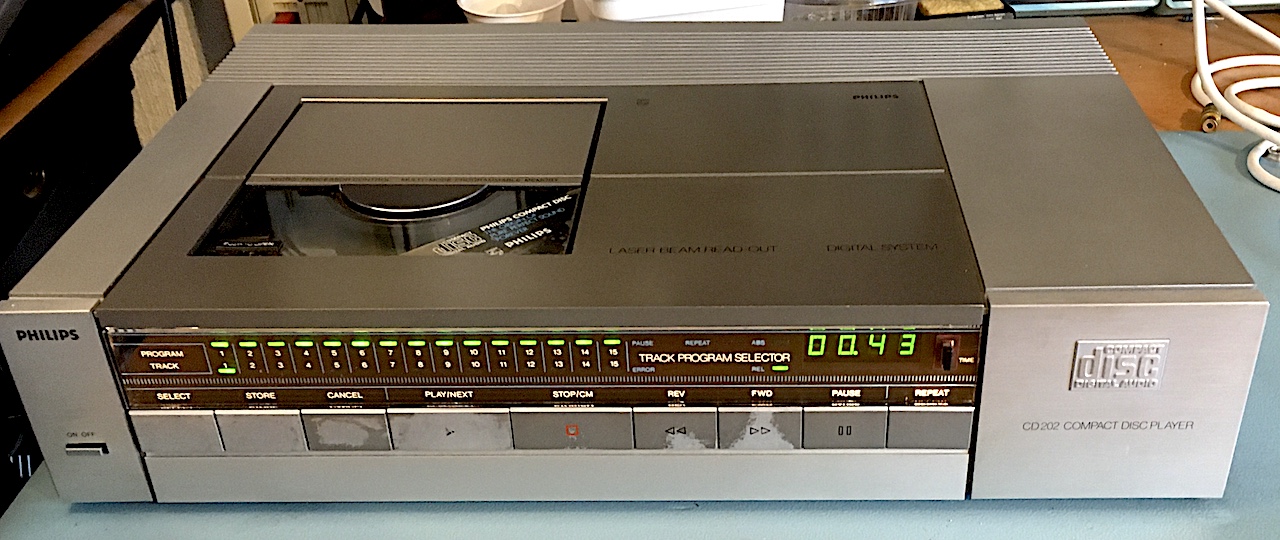 PHILIPS
PHILIPS COMPACT DISC
PHILIPS
LASER BEAM READ-OUT
DIGITAL SYSTEM
PHILIPS
PROGRAM
1 2 3 4 5 6 7 8 9 10 11 12 13 14 15
TRACK
1 2 3 4 5 6 7 8 9 10 11 12 13 14 15
PAUSE REPEAT ABS
TRACK PROGRAM SELECTOR
ERROR REL
00.43
TIME
SELECT STORE CANCEL PLAY/NEXT STOP/CM REV FWD PAUSE REPEAT
ON OFF
COMPACT
disc
DIGITAL AUDIO
CD202 COMPACT DISC PLAYER